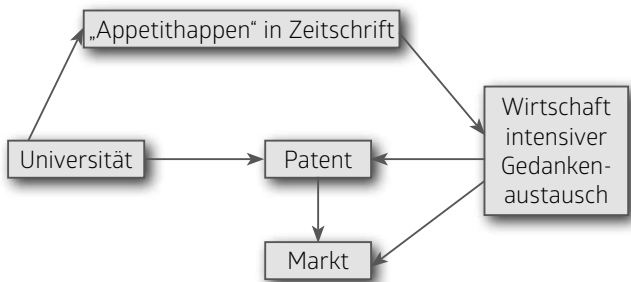 „Appetithappen“ in Zeitschrift
Wirtschaft
intensiver
Gedanken-
austausch
Universität
Patent
Markt